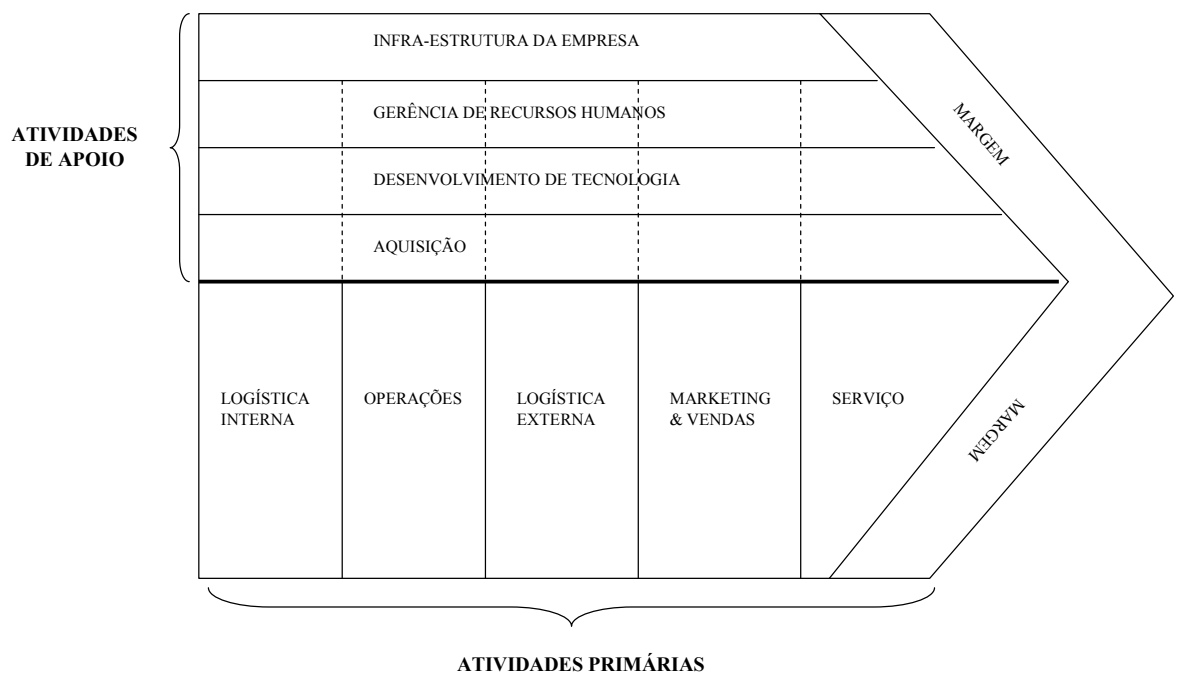 INFRA-ESTRUTURA DA EMPRESA
GERÊNCIA DE RECURSOS HUMANOS
ATIVIDADES
DE APOIO
DESENVOLVIMENTO DE TECNOLOGIA
AQUISIÇÃO
MARGEM
LOGÍSTICA
INTERNA
OPERAÇÕES
LOGÍSTICA
EXTERNA
MARKETING
& VENDAS
SERVIÇO
MARGEM
ATIVIDADES PRIMÁRIAS